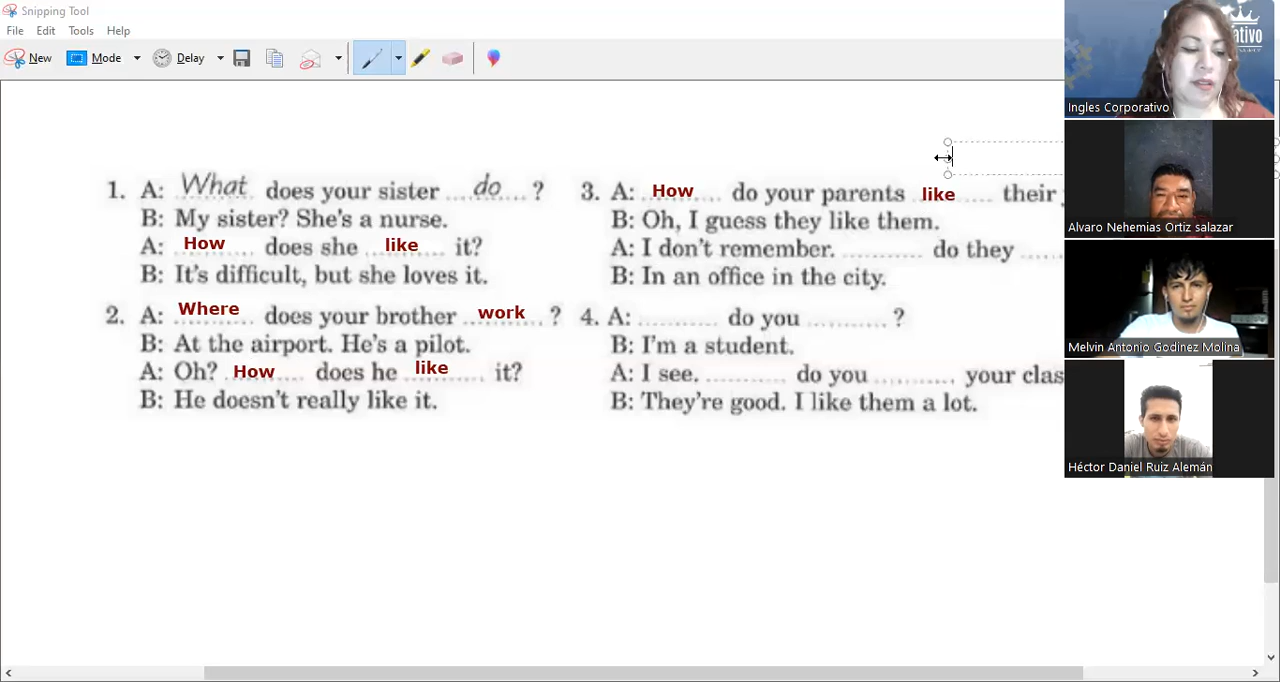 Snipping Tool
File Edit Tools Help
New Mode Delay
1. A: What does your sister ....do....?
B: My sister? She's a nurse.
A: How does she like it?
B: It's difficult, but she loves it.
2. A: Where does your brother work ?
B: At the airport. He's a pilot.
A: Oh? How does he like it?
B: He doesn't really like it.
3. A: How do your parents like their
B: Oh, I guess they like them.
A: I don't remember. ............ do they ......
B: In an office in the city.
4. A: ............ do you ............ ?
B: I'm a student.
A: I see. ............ do you ............ your clas
B: They're good. I like them a lot.
ativo
Ingles Corporativo
Alvaro Nehemias Ortiz salazar
Melvin Antonio Godinez Molina
Héctor Daniel Ruiz Alemán